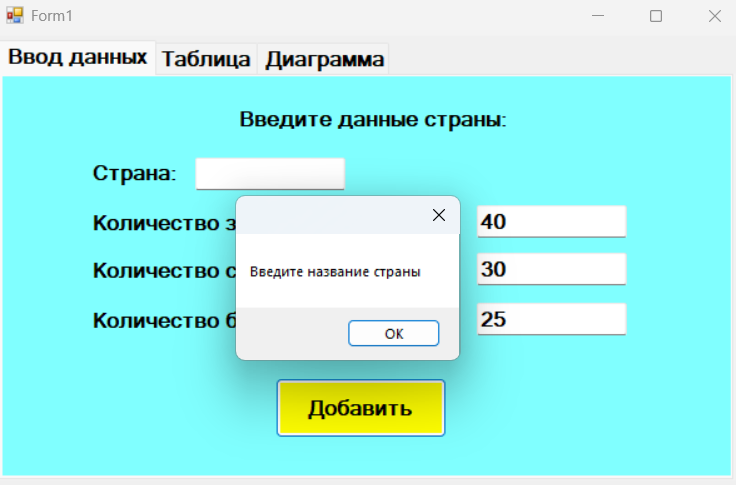 Form1
Ввод данных Таблица Диаграмма
Введите данные страны:
Страна:
Количество з 40
Количество с 30
Количество б 25
Введите название страны
OK
Добавить